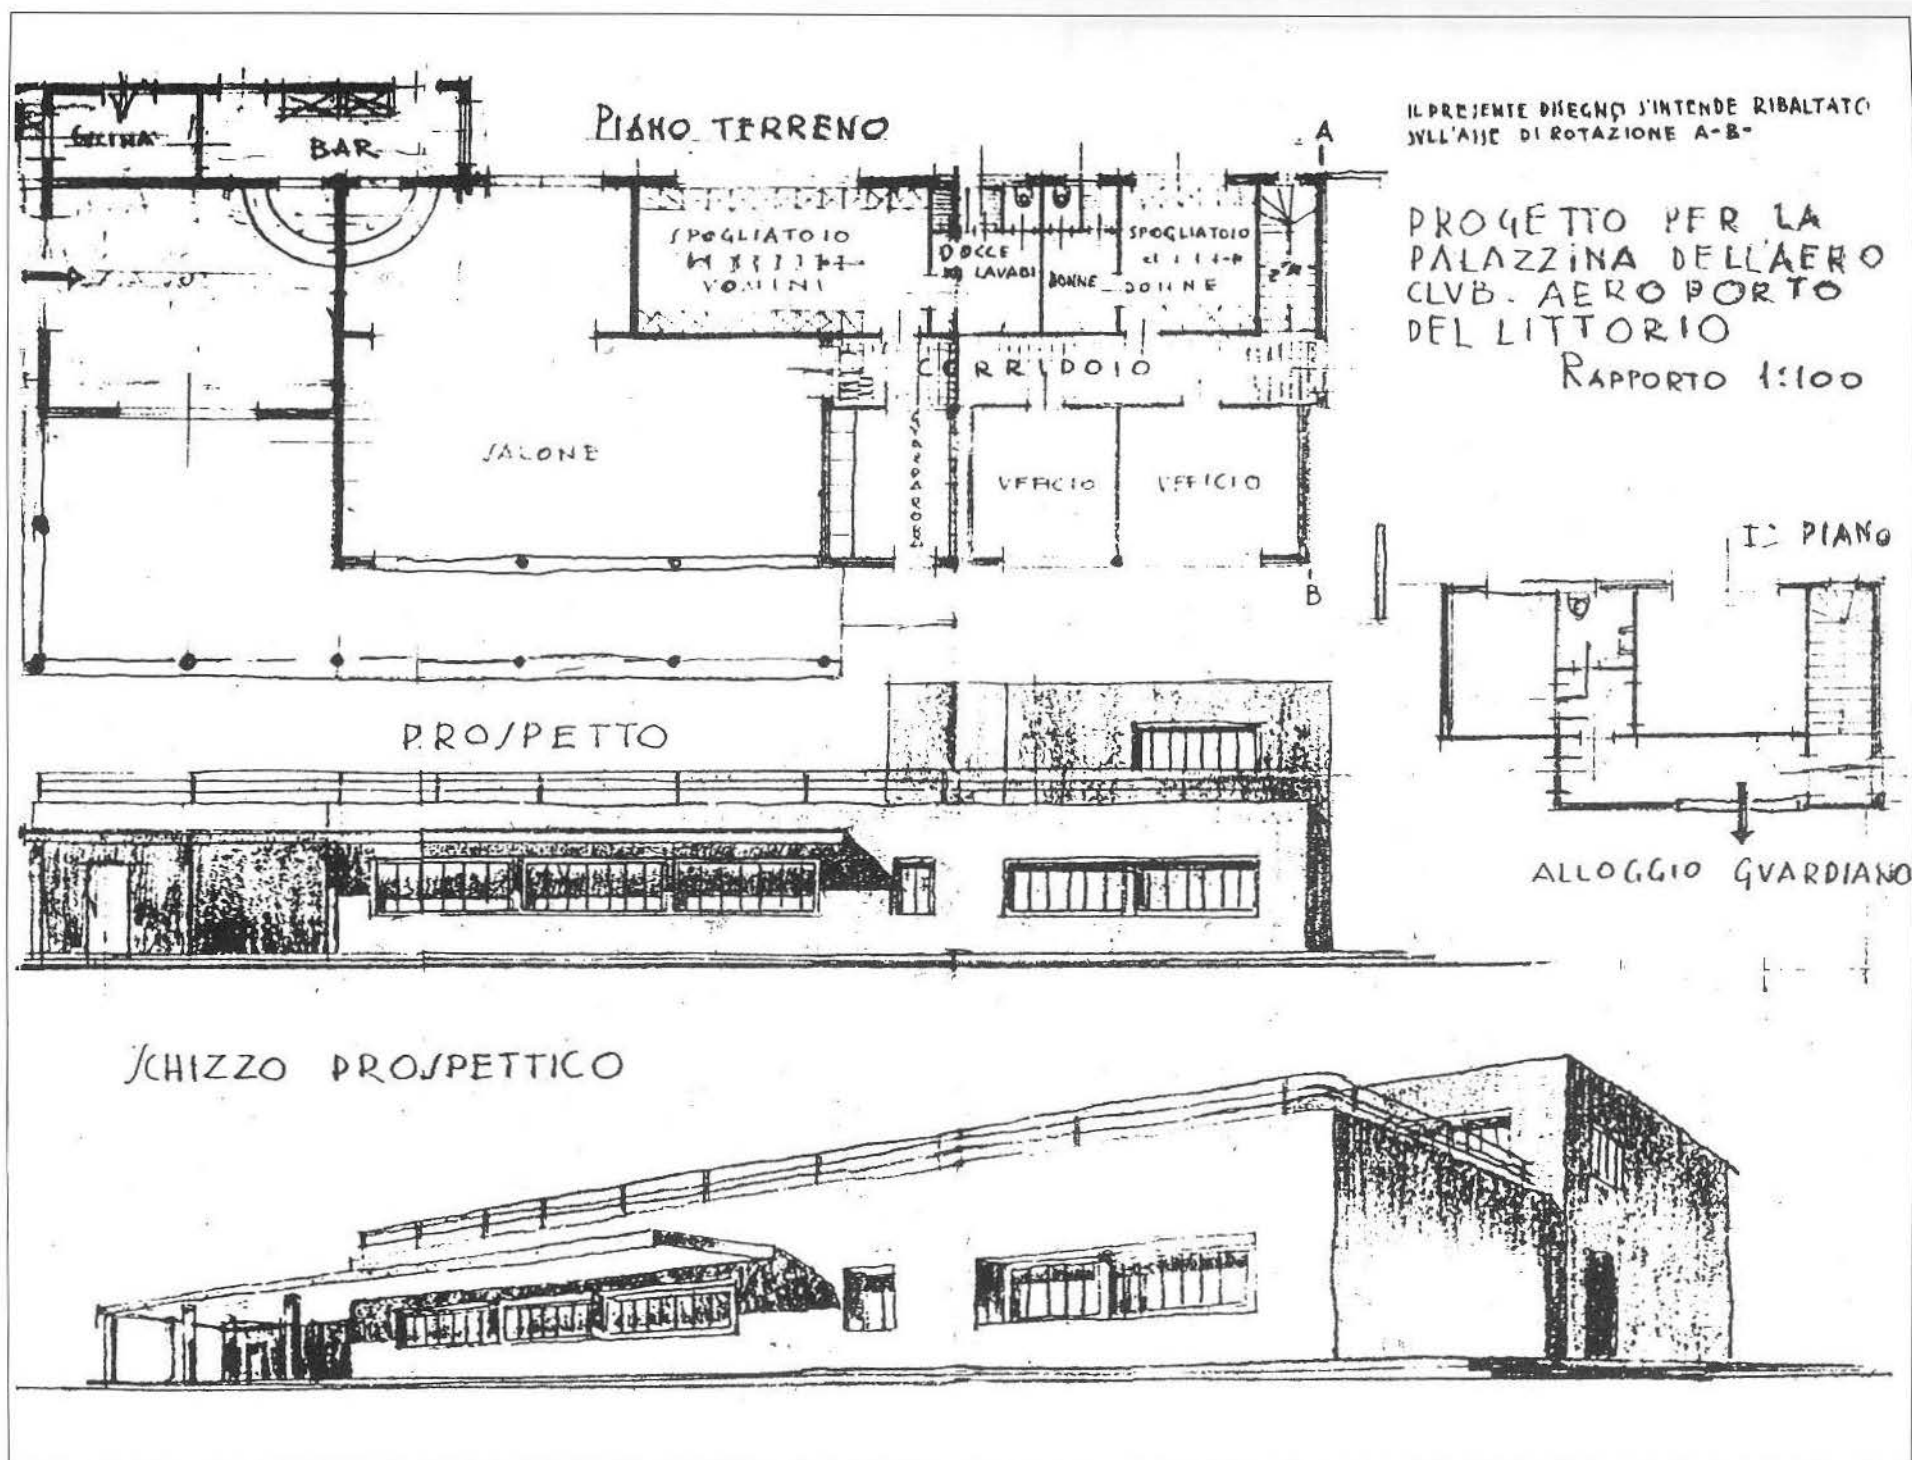 PIANO TERRENO
CUCINA
BAR
SPOGLIATOIO
UOMINI
DOCCE
LAVABI
DONNE
SPOGLIATOIO
DONNE
CORRIDOIO
GUARDAROBA
SALONE
UFFICIO
UFFICIO
A
B
IL PRESENTE DISEGNO S'INTENDE RIBALTATO
SULL'ASSE DI ROTAZIONE A-B-
PROGETTO PER LA
PALAZZINA DELL'AERO
CLUB. AEROPORTO
DEL LITTORIO
RAPPORTO 1:100
I° PIANO
ALLOGGIO GUARDIANO
PROSPETTO
SCHIZZO PROSPETTICO